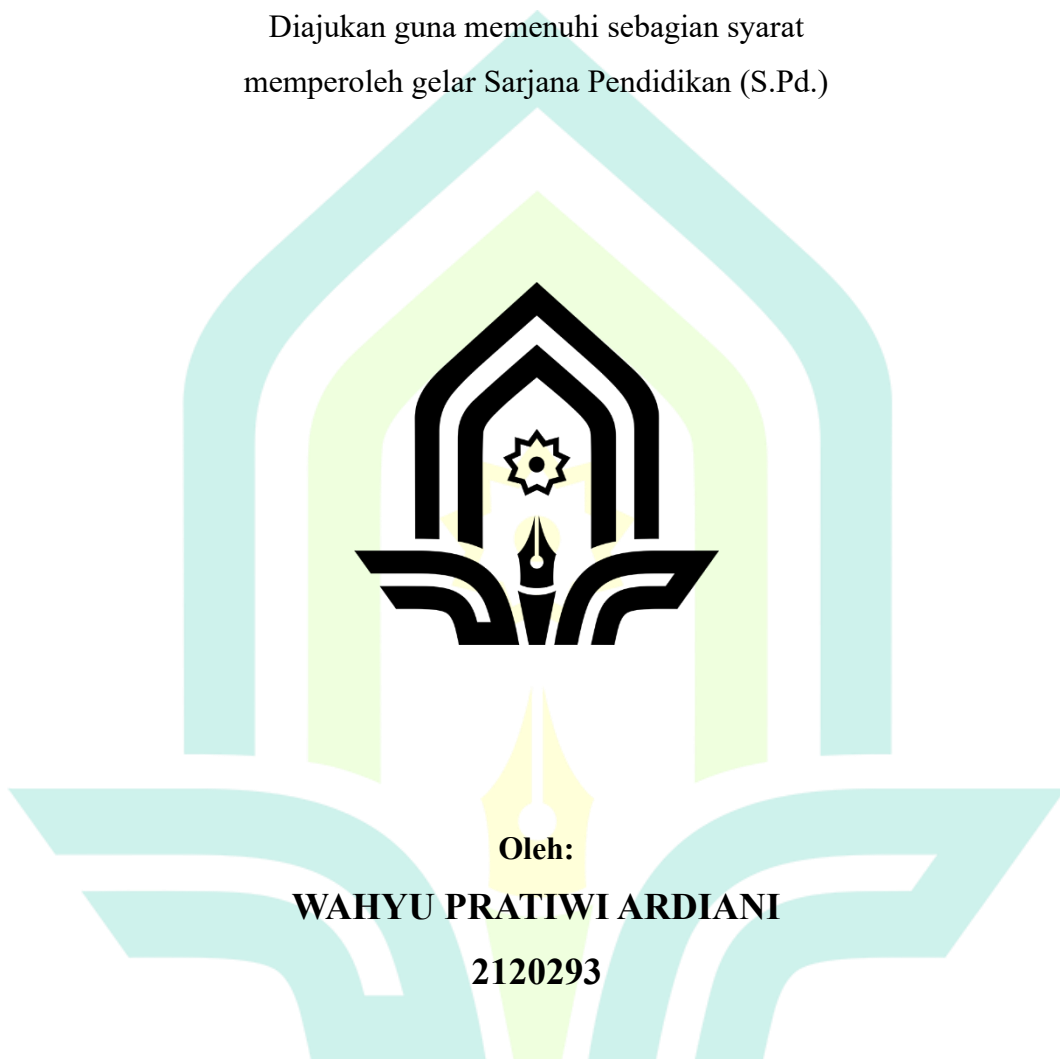 Diajukan guna memenuhi sebagian syarat
memperoleh gelar Sarjana Pendidikan (S.Pd.)
Oleh:
WAHYU PRATIWI ARDIANI
2120293